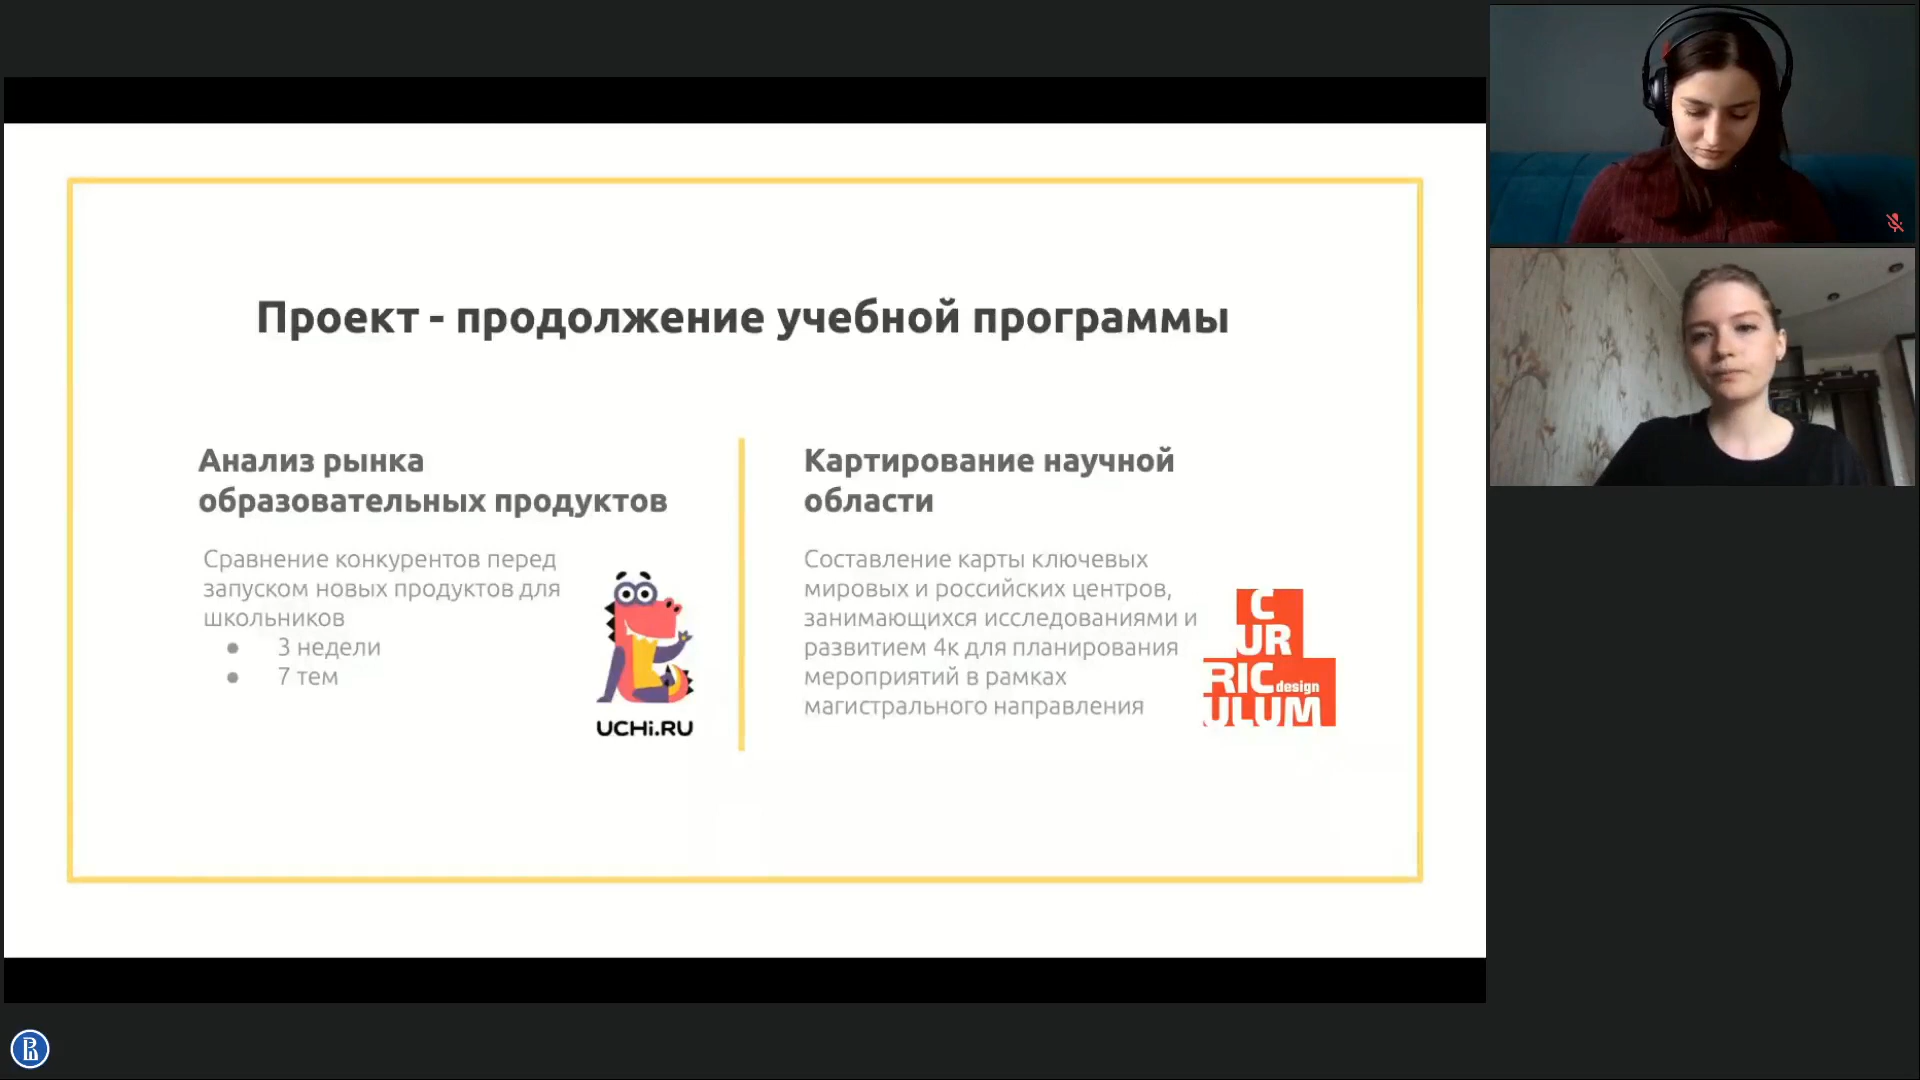 Проект - продолжение учебной программы
Анализ рынка
образовательных продуктов
Сравнение конкурентов перед
запуском новых продуктов для
школьников
● 3 недели
● 7 тем
UCHi.RU
Картирование научной
области
Составление карты ключевых
мировых и российских центров,
занимающихся исследованиями и
развитием 4к для планирования
мероприятий в рамках
магистрального направления
C
UR
RIC design
ULUM